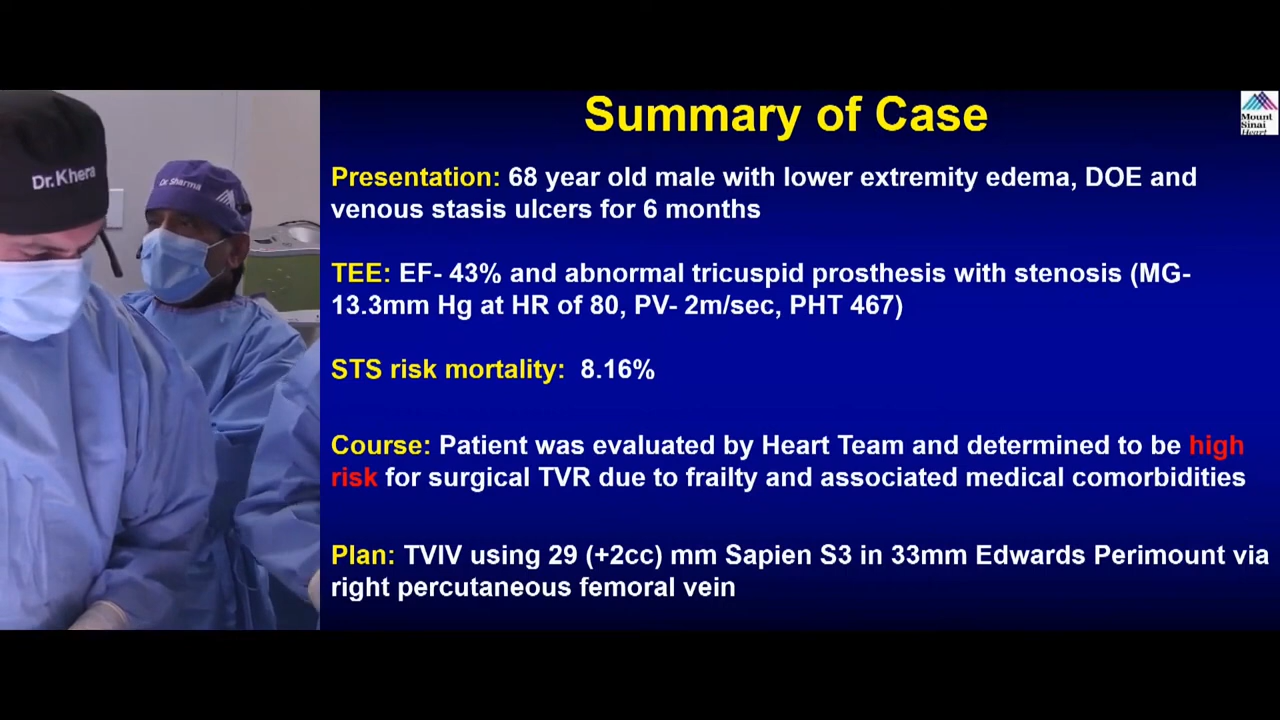 Dr.Khera
Dr Sharma
Summary of Case
Mount
Sinai
Heart
Presentation: 68 year old male with lower extremity edema, DOE and
venous stasis ulcers for 6 months
TEE: EF- 43% and abnormal tricuspid prosthesis with stenosis (MG-
13.3mm Hg at HR of 80, PV- 2m/sec, PHT 467)
STS risk mortality: 8.16%
Course: Patient was evaluated by Heart Team and determined to be high
risk for surgical TVR due to frailty and associated medical comorbidities
Plan: TVIV using 29 (+2cc) mm Sapien S3 in 33mm Edwards Perimount via
right percutaneous femoral vein